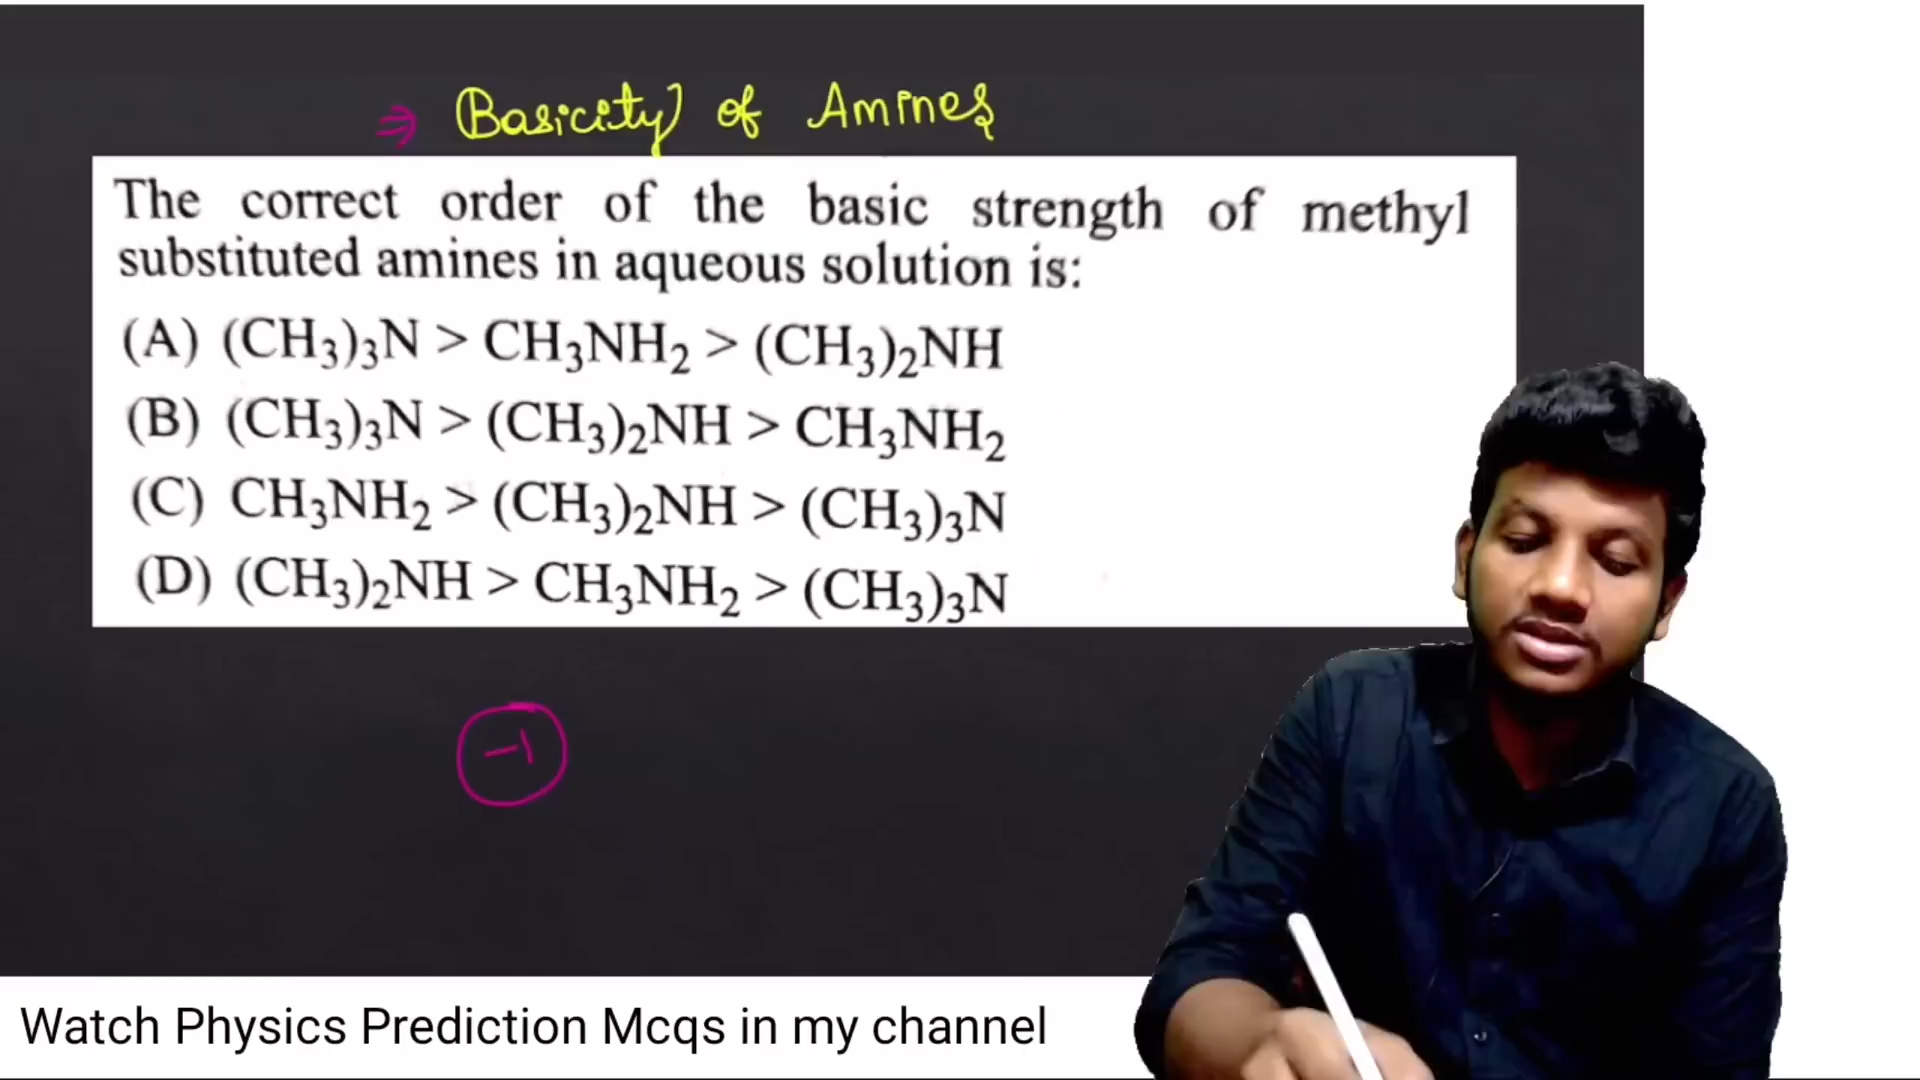 ⇒ Basicity of Amines
The correct order of the basic strength of methyl
substituted amines in aqueous solution is:
(A) (CH₃)₃N > CH₃NH₂ > (CH₃)₂NH
(B) (CH₃)₃N > (CH₃)₂NH > CH₃NH₂
(C) CH₃NH₂ > (CH₃)₂NH > (CH₃)₃N
(D) (CH₃)₂NH > CH₃NH₂ > (CH₃)₃N
-1
Watch Physics Prediction Mcqs in my channel